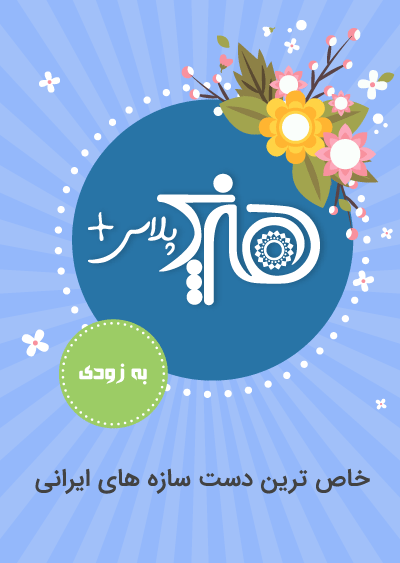 هنر
پلاس+
به زودی
خاص ترین دست سازه های ایرانی